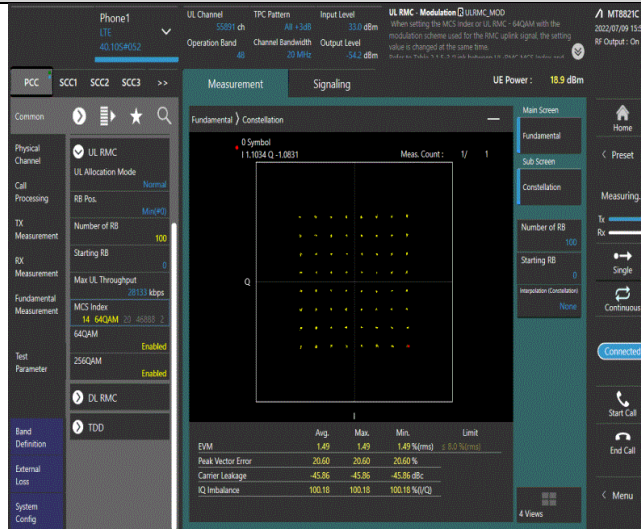 Phone1
LTE
40.10S#052
UL Channel
55891 ch
TPC Pattern
All +3dB
Input Level
33.0 dBm
Operation Band
48
Channel Bandwidth
20 MHz
Output Level
-54.2 dBm
UL RMC - Modulation ULRMC_MOD
When setting the MCS index or UL RMC - 64QAM with the
modulation scheme used for the RMC uplink signal, the setting
value is changed at the same time.
MT8821C
2022/07/09 15:5
RF Output : On
PCC
SCC1
SCC2
SCC3
>>
Measurement
Signaling
UE Power : 18.9 dBm
Common
Physical
Channel
Call
Processing
TX
Measurement
RX
Measurement
Fundamental
Measurement
Test
Parameter
Band
Definition
External
Loss
System
Config
UL RMC
UL Allocation Mode
Normal
RB Pos.
Min(#0)
Number of RB
100
Starting RB
0
Max UL Throughput
28133 kbps
MCS Index
14 64QAM 20 46888 2
64QAM
Enabled
256QAM
Enabled
DL RMC
TDD
Fundamental 〉 Constellation
0 Symbol
I 1.1034 Q -1.0831
Meas. Count : 1/ 1
Q
I
Avg. Max. Min. Limit
EVM 1.49 1.49 1.49 %(rms) ≤ 8.0 %(rms)
Peak Vector Error 20.60 20.60 20.60 %
Carrier Leakage -45.86 -45.86 -45.86 dBc
IQ Imbalance 100.18 100.18 100.18 %(I/Q)
Main Screen
Fundamental
Sub Screen
Constellation
Number of RB
100
Starting RB
0
Interpolation (Constellation)
None
4 Views
Home
Preset
Measuring..
Tx
Rx
Single
Continuous
Connected
Start Call
End Call
Menu